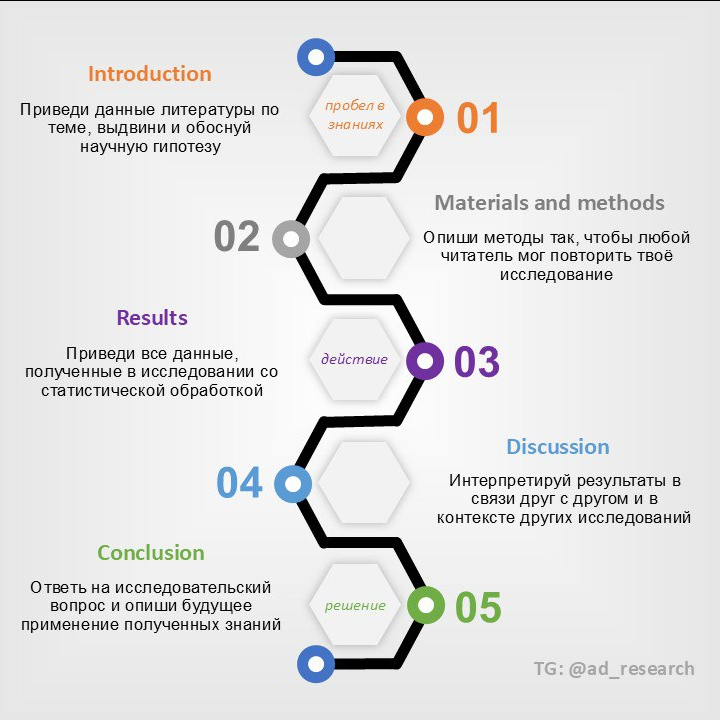 Introduction
Приведи данные литературы по
теме, выдвини и обоснуй
научную гипотезу
пробел в
знаниях
01
02
Materials and methods
Опиши методы так, чтобы любой
читатель мог повторить твоё
исследование
Results
Приведи все данные,
полученные в исследовании со
статистической обработкой
действие
03
04
Discussion
Интерпретируй результаты в
связи друг с другом и в
контексте других исследований
Conclusion
Ответь на исследовательский
вопрос и опиши будущее
применение полученных знаний
решение
05
TG: @ad_research